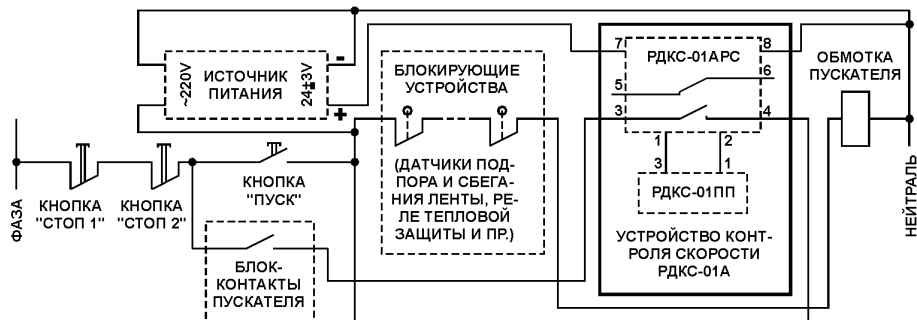 ~220V
ИСТОЧНИК
ПИТАНИЯ
24±3V
-
+
БЛОКИРУЮЩИЕ
УСТРОЙСТВА
(ДАТЧИКИ ПОД-
ПОРА И СБЕГА-
НИЯ ЛЕНТЫ, РЕ-
ЛЕ ТЕПЛОВОЙ
ЗАЩИТЫ И ПР.)
7
8
РДКС-01АРС
5
6
3
4
1
2
3
1
РДКС-01ПП
УСТРОЙСТВО КОНТ-
РОЛЯ СКОРОСТИ
РДКС-01А
ОБМОТКА
ПУСКАТЕЛЯ
ФАЗА
КНОПКА
"СТОП 1"
КНОПКА
"СТОП 2"
КНОПКА
"ПУСК"
БЛОК-
КОНТАКТЫ
ПУСКАТЕЛЯ
НЕЙТРАЛЬ